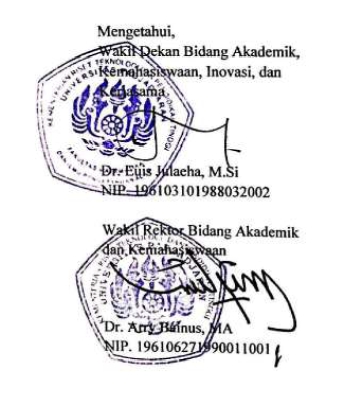 Mengetahui,
Wakil Dekan Bidang Akademik,
Kemahasiswaan, Inovasi, dan
Kerjasama
Dr. Euis Julaeha, M.Si
NIP. 196103101988032002
Wakil Rektor Bidang Akademik
dan Kemahasiswaan
Dr. Arry Bainus, MA
NIP. 196106271990011001